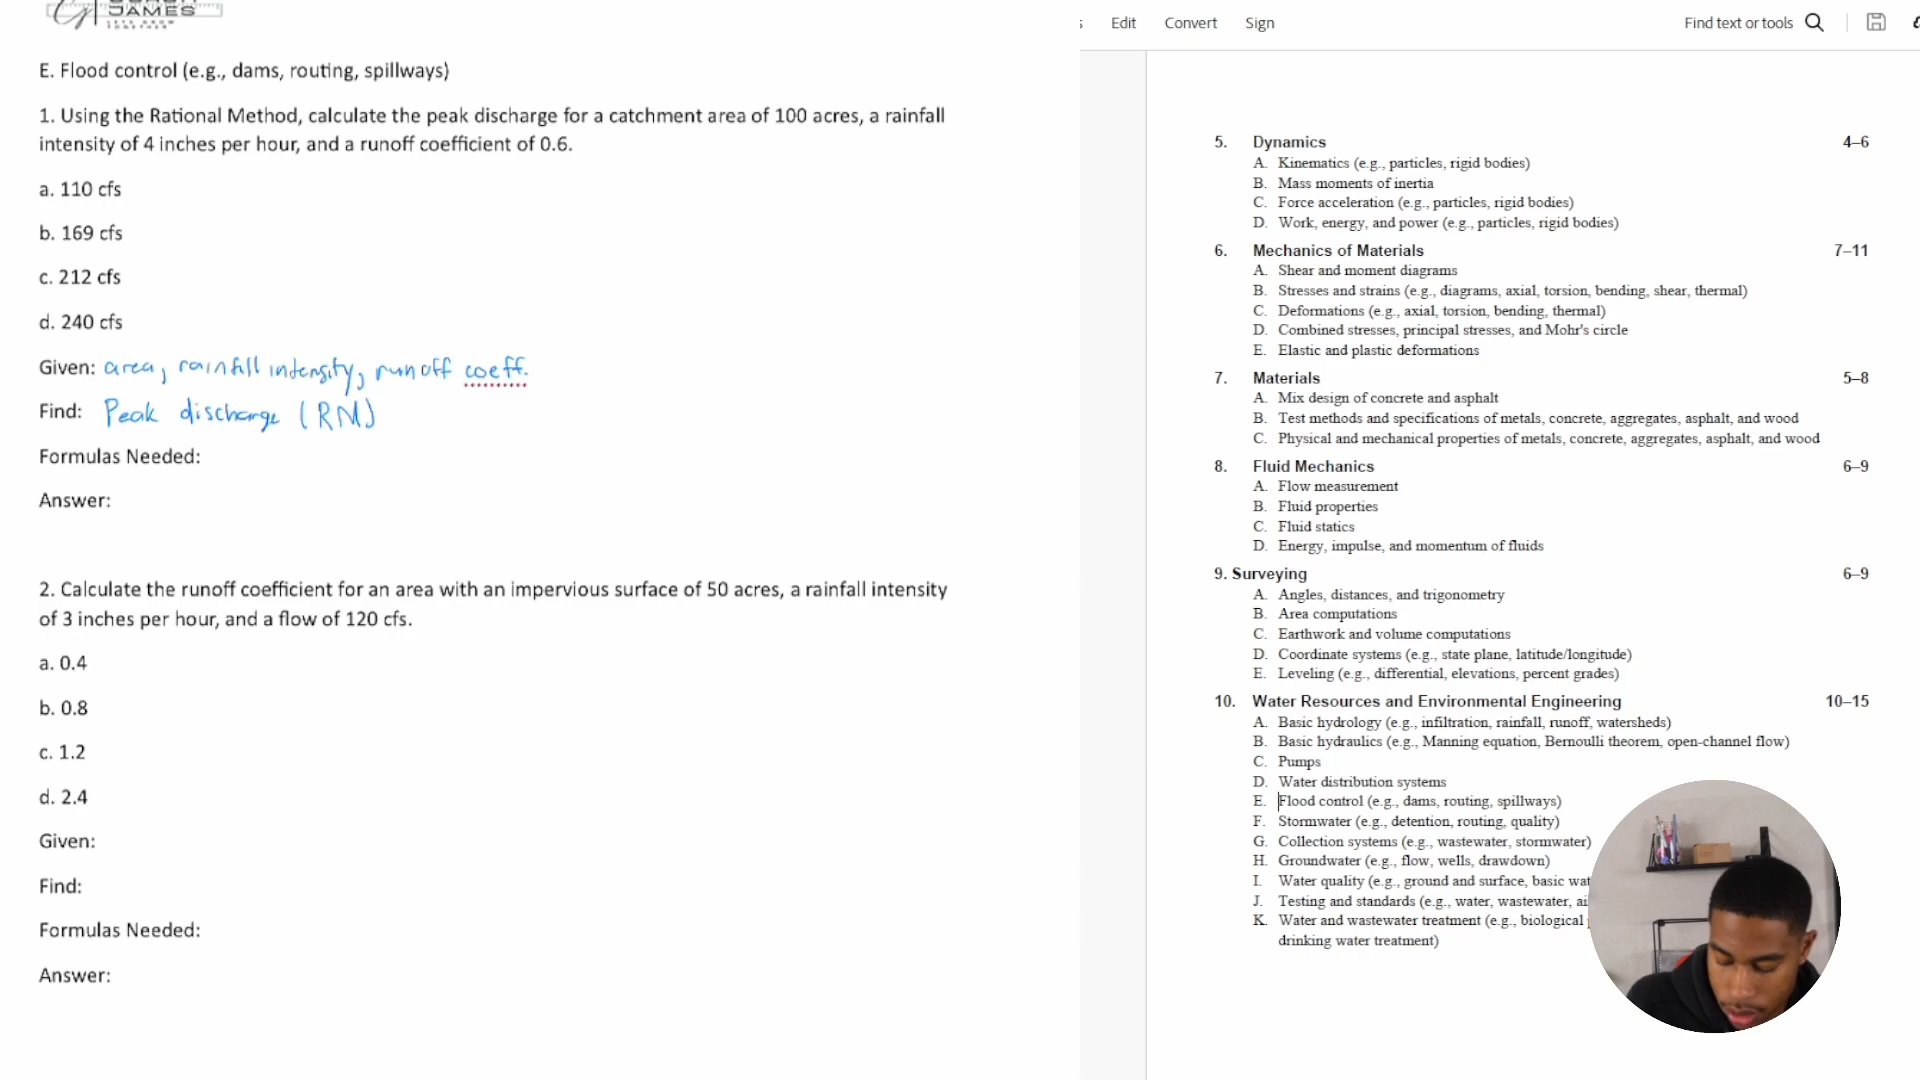 JAMES
E. Flood control (e.g., dams, routing, spillways)
1. Using the Rational Method, calculate the peak discharge for a catchment area of 100 acres, a rainfall
intensity of 4 inches per hour, and a runoff coefficient of 0.6.
a. 110 cfs
b. 169 cfs
c. 212 cfs
d. 240 cfs
Given: area, rainfall intensity, runoff coeff.
Find: Peak discharge (RM)
Formulas Needed:
Answer:
2. Calculate the runoff coefficient for an area with an impervious surface of 50 acres, a rainfall intensity
of 3 inches per hour, and a flow of 120 cfs.
a. 0.4
b. 0.8
c. 1.2
d. 2.4
Given:
Find:
Formulas Needed:
Answer:
Edit Convert Sign Find text or tools
5. Dynamics 4–6
A. Kinematics (e.g., particles, rigid bodies)
B. Mass moments of inertia
C. Force acceleration (e.g., particles, rigid bodies)
D. Work, energy, and power (e.g., particles, rigid bodies)
6. Mechanics of Materials 7–11
A. Shear and moment diagrams
B. Stresses and strains (e.g., diagrams, axial, torsion, bending, shear, thermal)
C. Deformations (e.g., axial, torsion, bending, thermal)
D. Combined stresses, principal stresses, and Mohr's circle
E. Elastic and plastic deformations
7. Materials 5–8
A. Mix design of concrete and asphalt
B. Test methods and specifications of metals, concrete, aggregates, asphalt, and wood
C. Physical and mechanical properties of metals, concrete, aggregates, asphalt, and wood
8. Fluid Mechanics 6–9
A. Flow measurement
B. Fluid properties
C. Fluid statics
D. Energy, impulse, and momentum of fluids
9. Surveying 6–9
A. Angles, distances, and trigonometry
B. Area computations
C. Earthwork and volume computations
D. Coordinate systems (e.g., state plane, latitude/longitude)
E. Leveling (e.g., differential, elevations, percent grades)
10. Water Resources and Environmental Engineering 10–15
A. Basic hydrology (e.g., infiltration, rainfall, runoff, watersheds)
B. Basic hydraulics (e.g., Manning equation, Bernoulli theorem, open-channel flow)
C. Pumps
D. Water distribution systems
E. Flood control (e.g., dams, routing, spillways)
F. Stormwater (e.g., detention, routing, quality)
G. Collection systems (e.g., wastewater, stormwater)
H. Groundwater (e.g., flow, wells, drawdown)
I. Water quality (e.g., ground and surface, basic
J. Testing and standards (e.g., water, wastewater,
K. Water and wastewater treatment (e.g., biological
drinking water treatment)